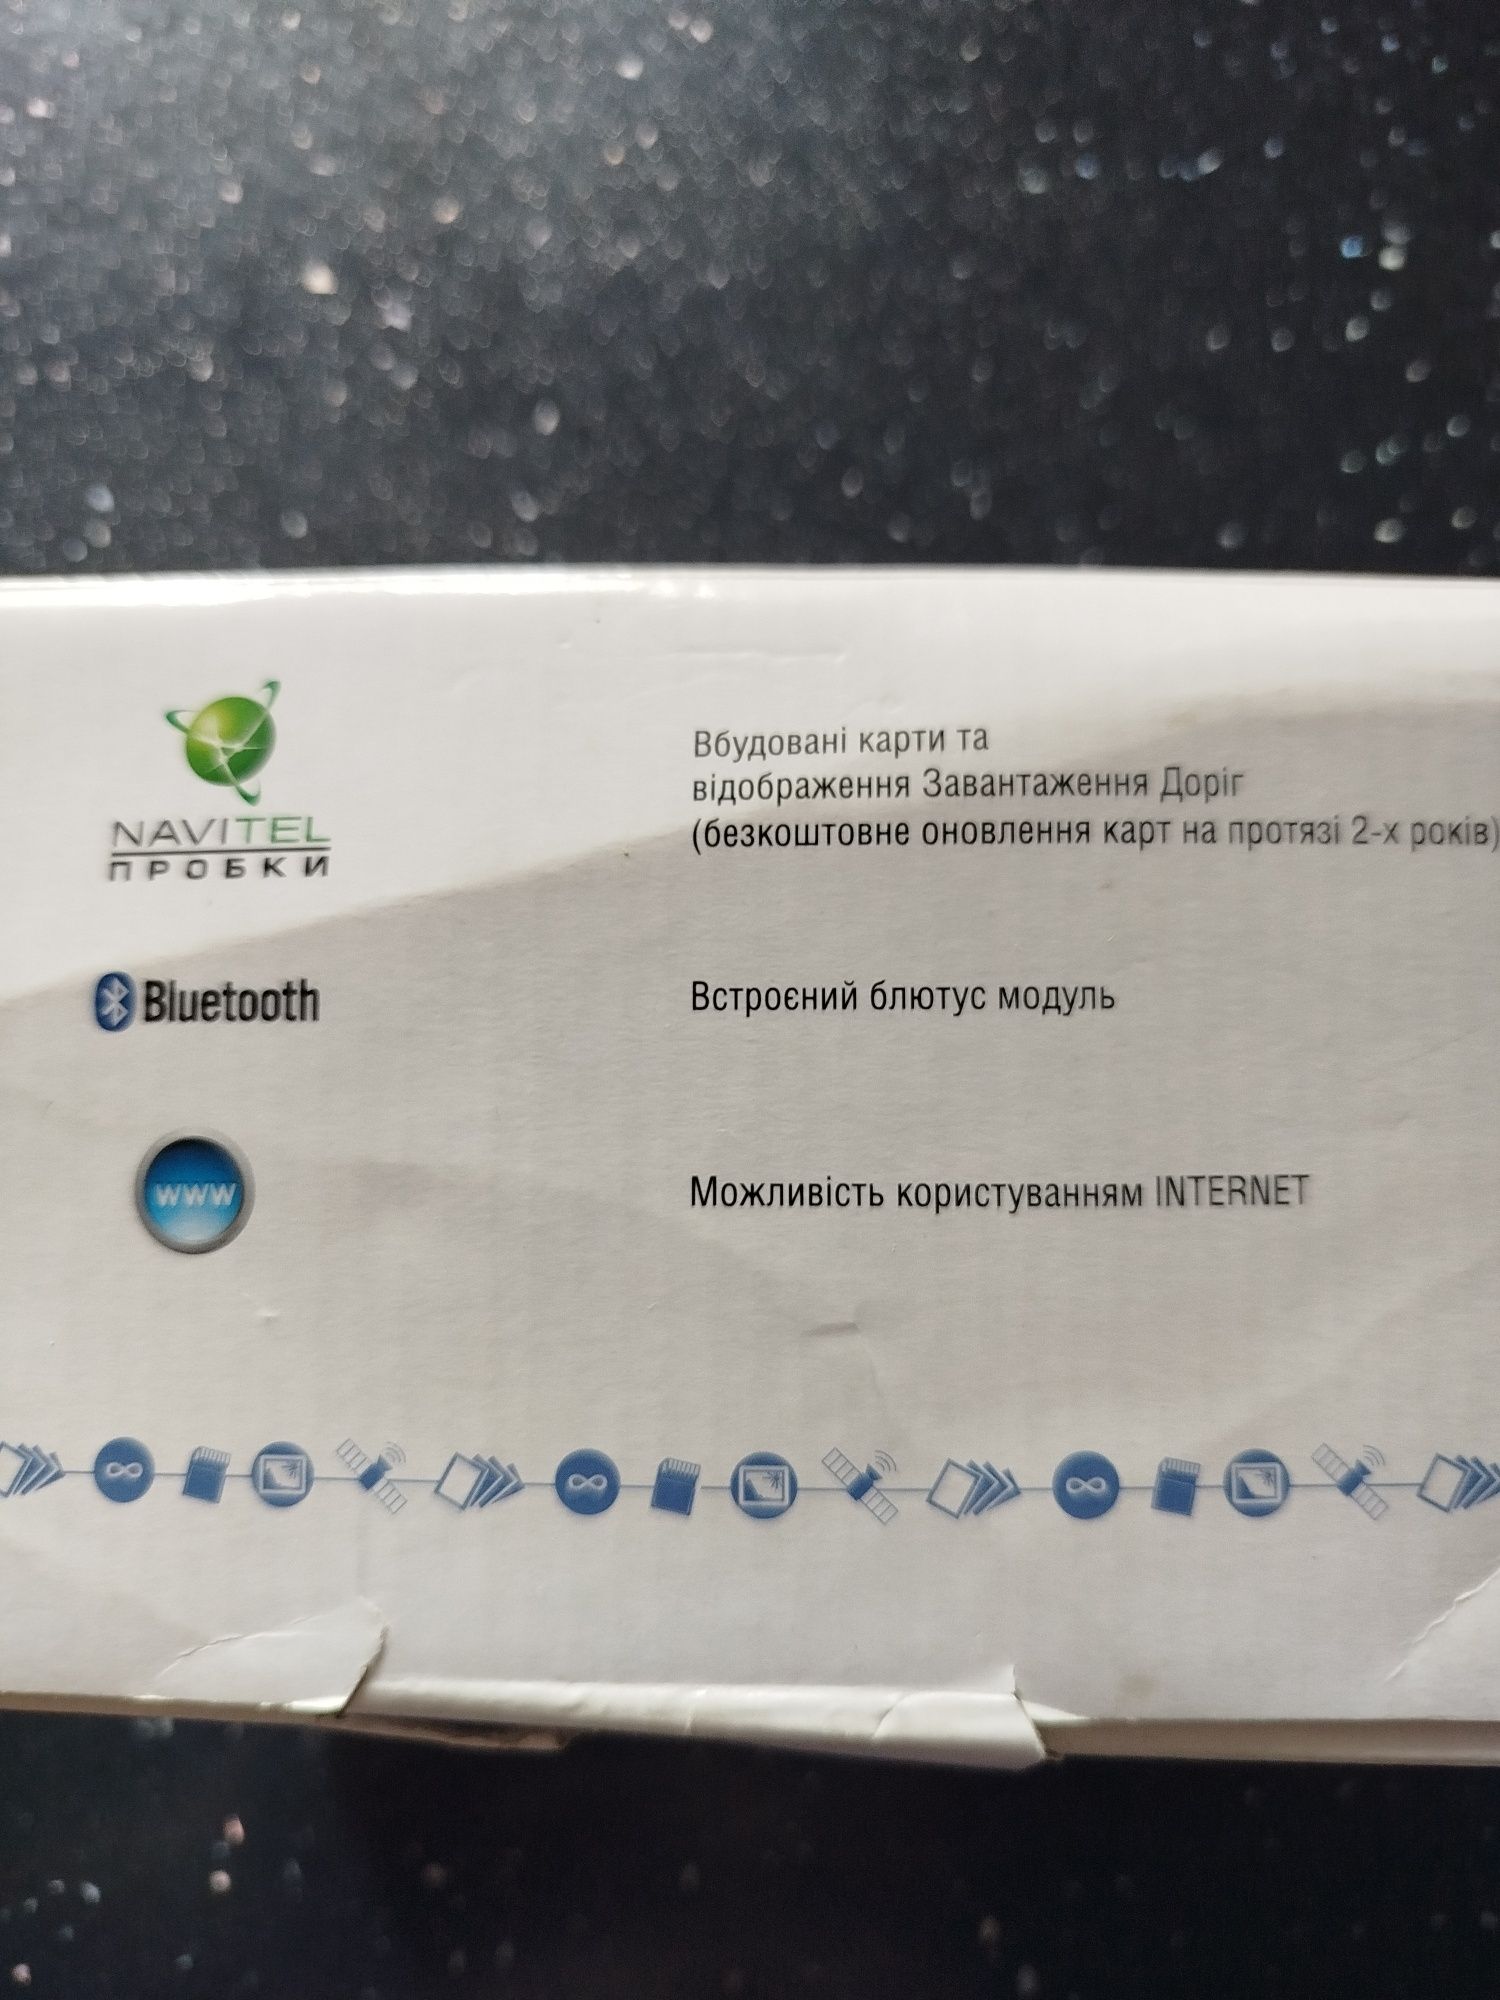 NAVITEL
ПРОБКИ
Вбудовані карти та
відображення Завантаження Доріг
(безкоштовне оновлення карт на протязі 2-х років)
Bluetooth
Встроєний блютус модуль
WWW
Можливість користуванням INTERNET